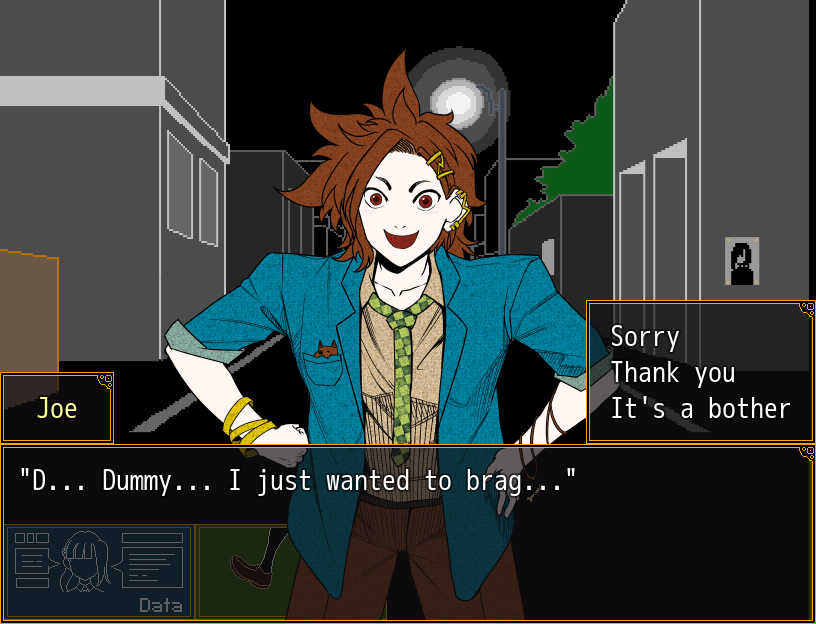 Sorry
Thank you
It's a bother
Joe
"D... Dummy... I just wanted to brag..."
Data